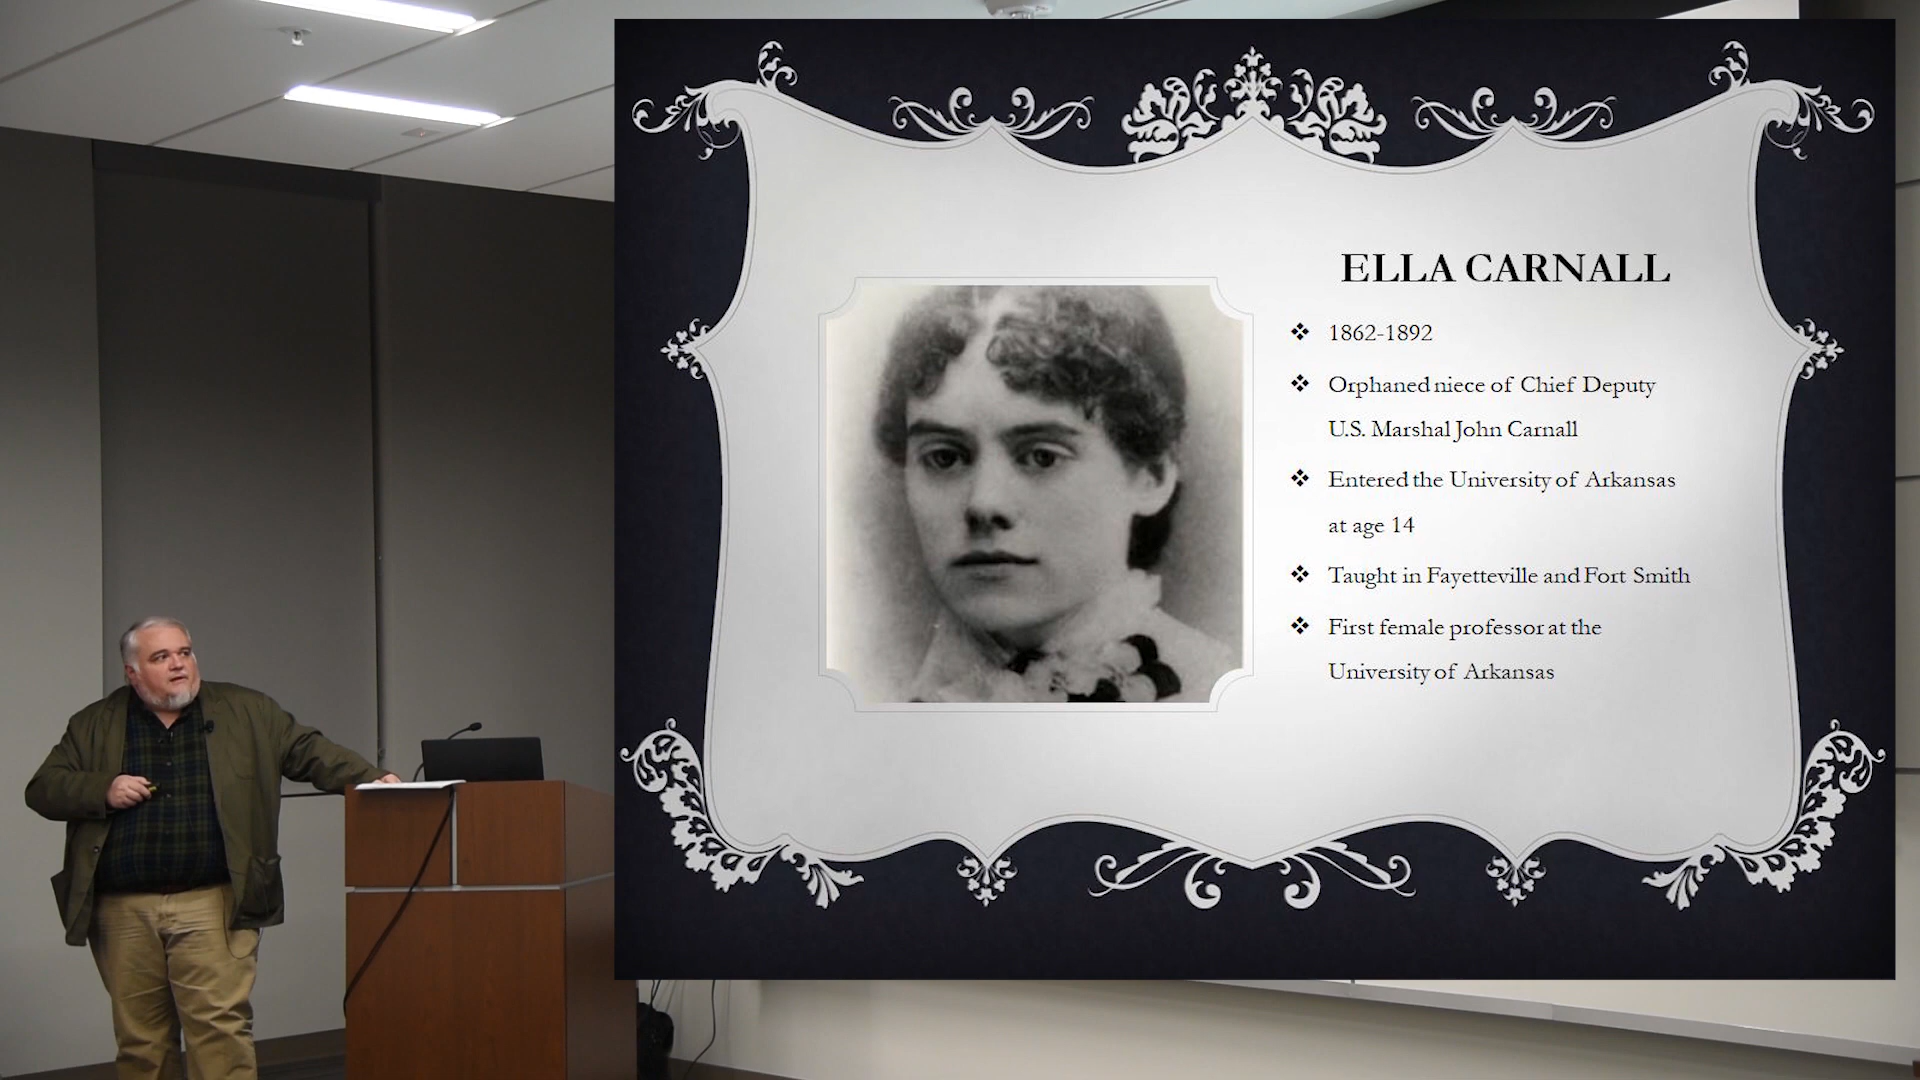 ELLA CARNALL
❖ 1862-1892
❖ Orphaned niece of Chief Deputy
U.S. Marshal John Carnall
❖ Entered the University of Arkansas
at age 14
❖ Taught in Fayetteville and Fort Smith
❖ First female professor at the
University of Arkansas